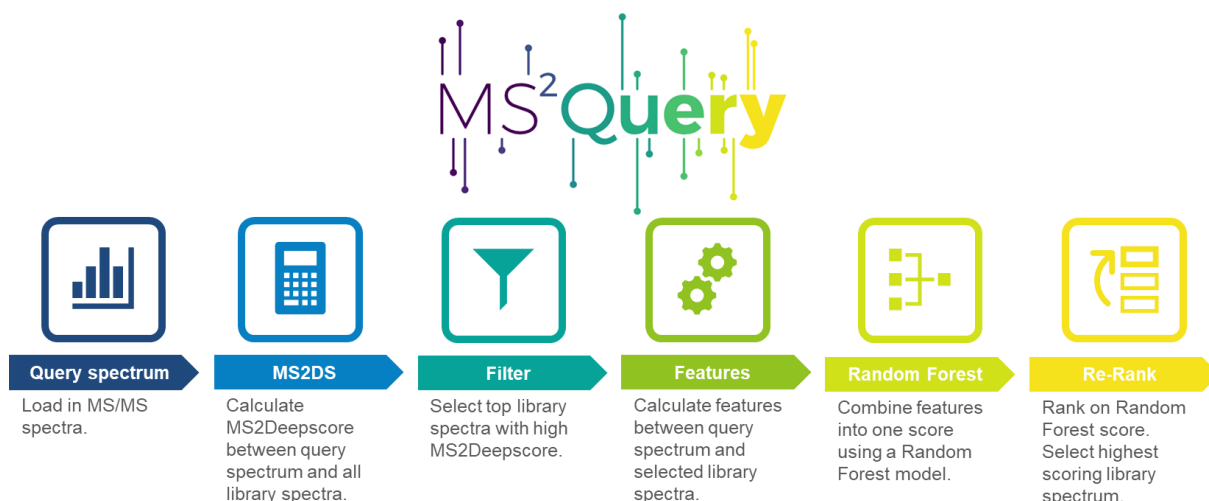 MS²Query
Query spectrum
Load in MS/MS
spectra.
MS2DS
Calculate
MS2Deepscore
between query
spectrum and all
library spectra.
Filter
Select top library
spectra with high
MS2Deepscore.
Features
Calculate features
between query
spectrum and
selected library
spectra.
Random Forest
Combine features
into one score
using a Random
Forest model.
Re-Rank
Rank on Random
Forest score.
Select highest
scoring library
spectrum.